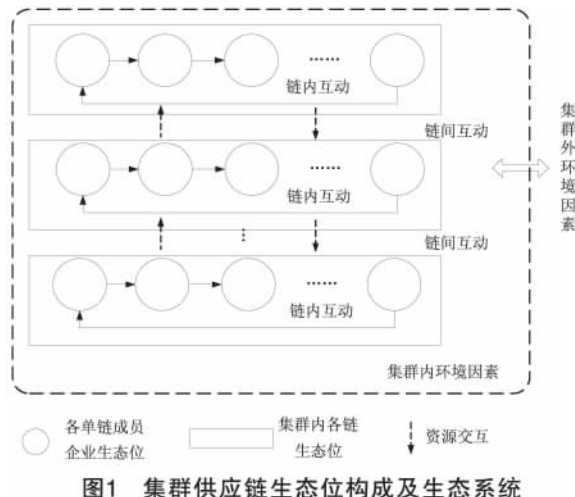 ……
链内互动
链间互动
……
链内互动
集群外环境因素
…
链间互动
……
链内互动
集群内环境因素
各单链成员
企业生态位
集群内各链
生态位
资源交互
图1 集群供应链生态位构成及生态系统